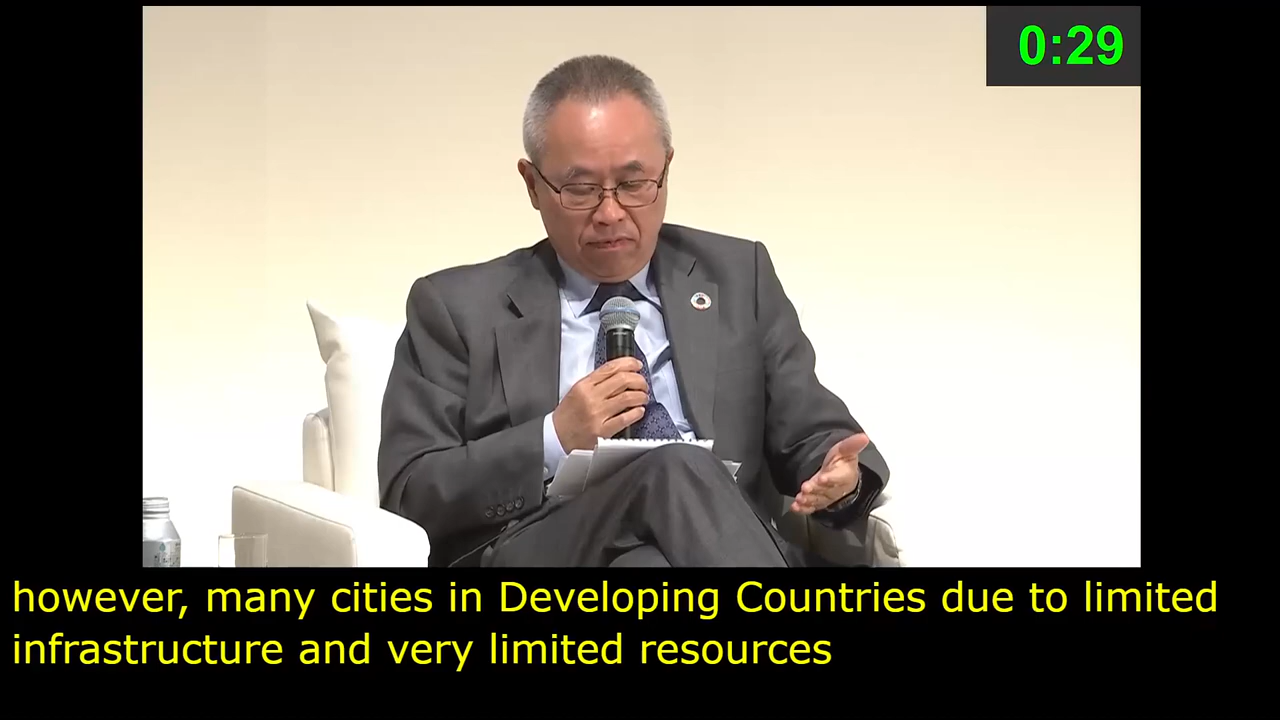 0:29
however, many cities in Developing Countries due to limited
infrastructure and very limited resources